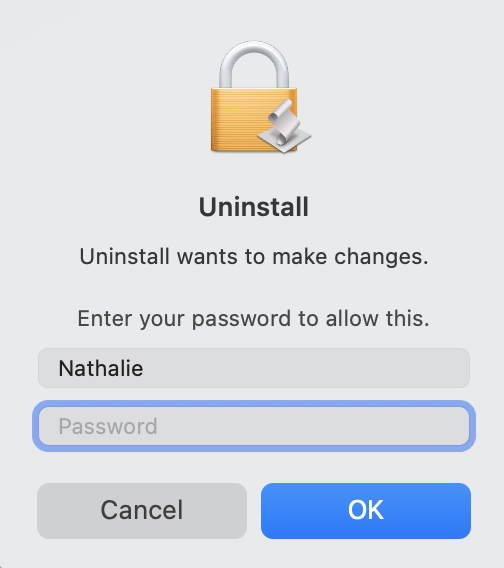 Uninstall
Uninstall wants to make changes.
Enter your password to allow this.
Nathalie
Password
Cancel
OK